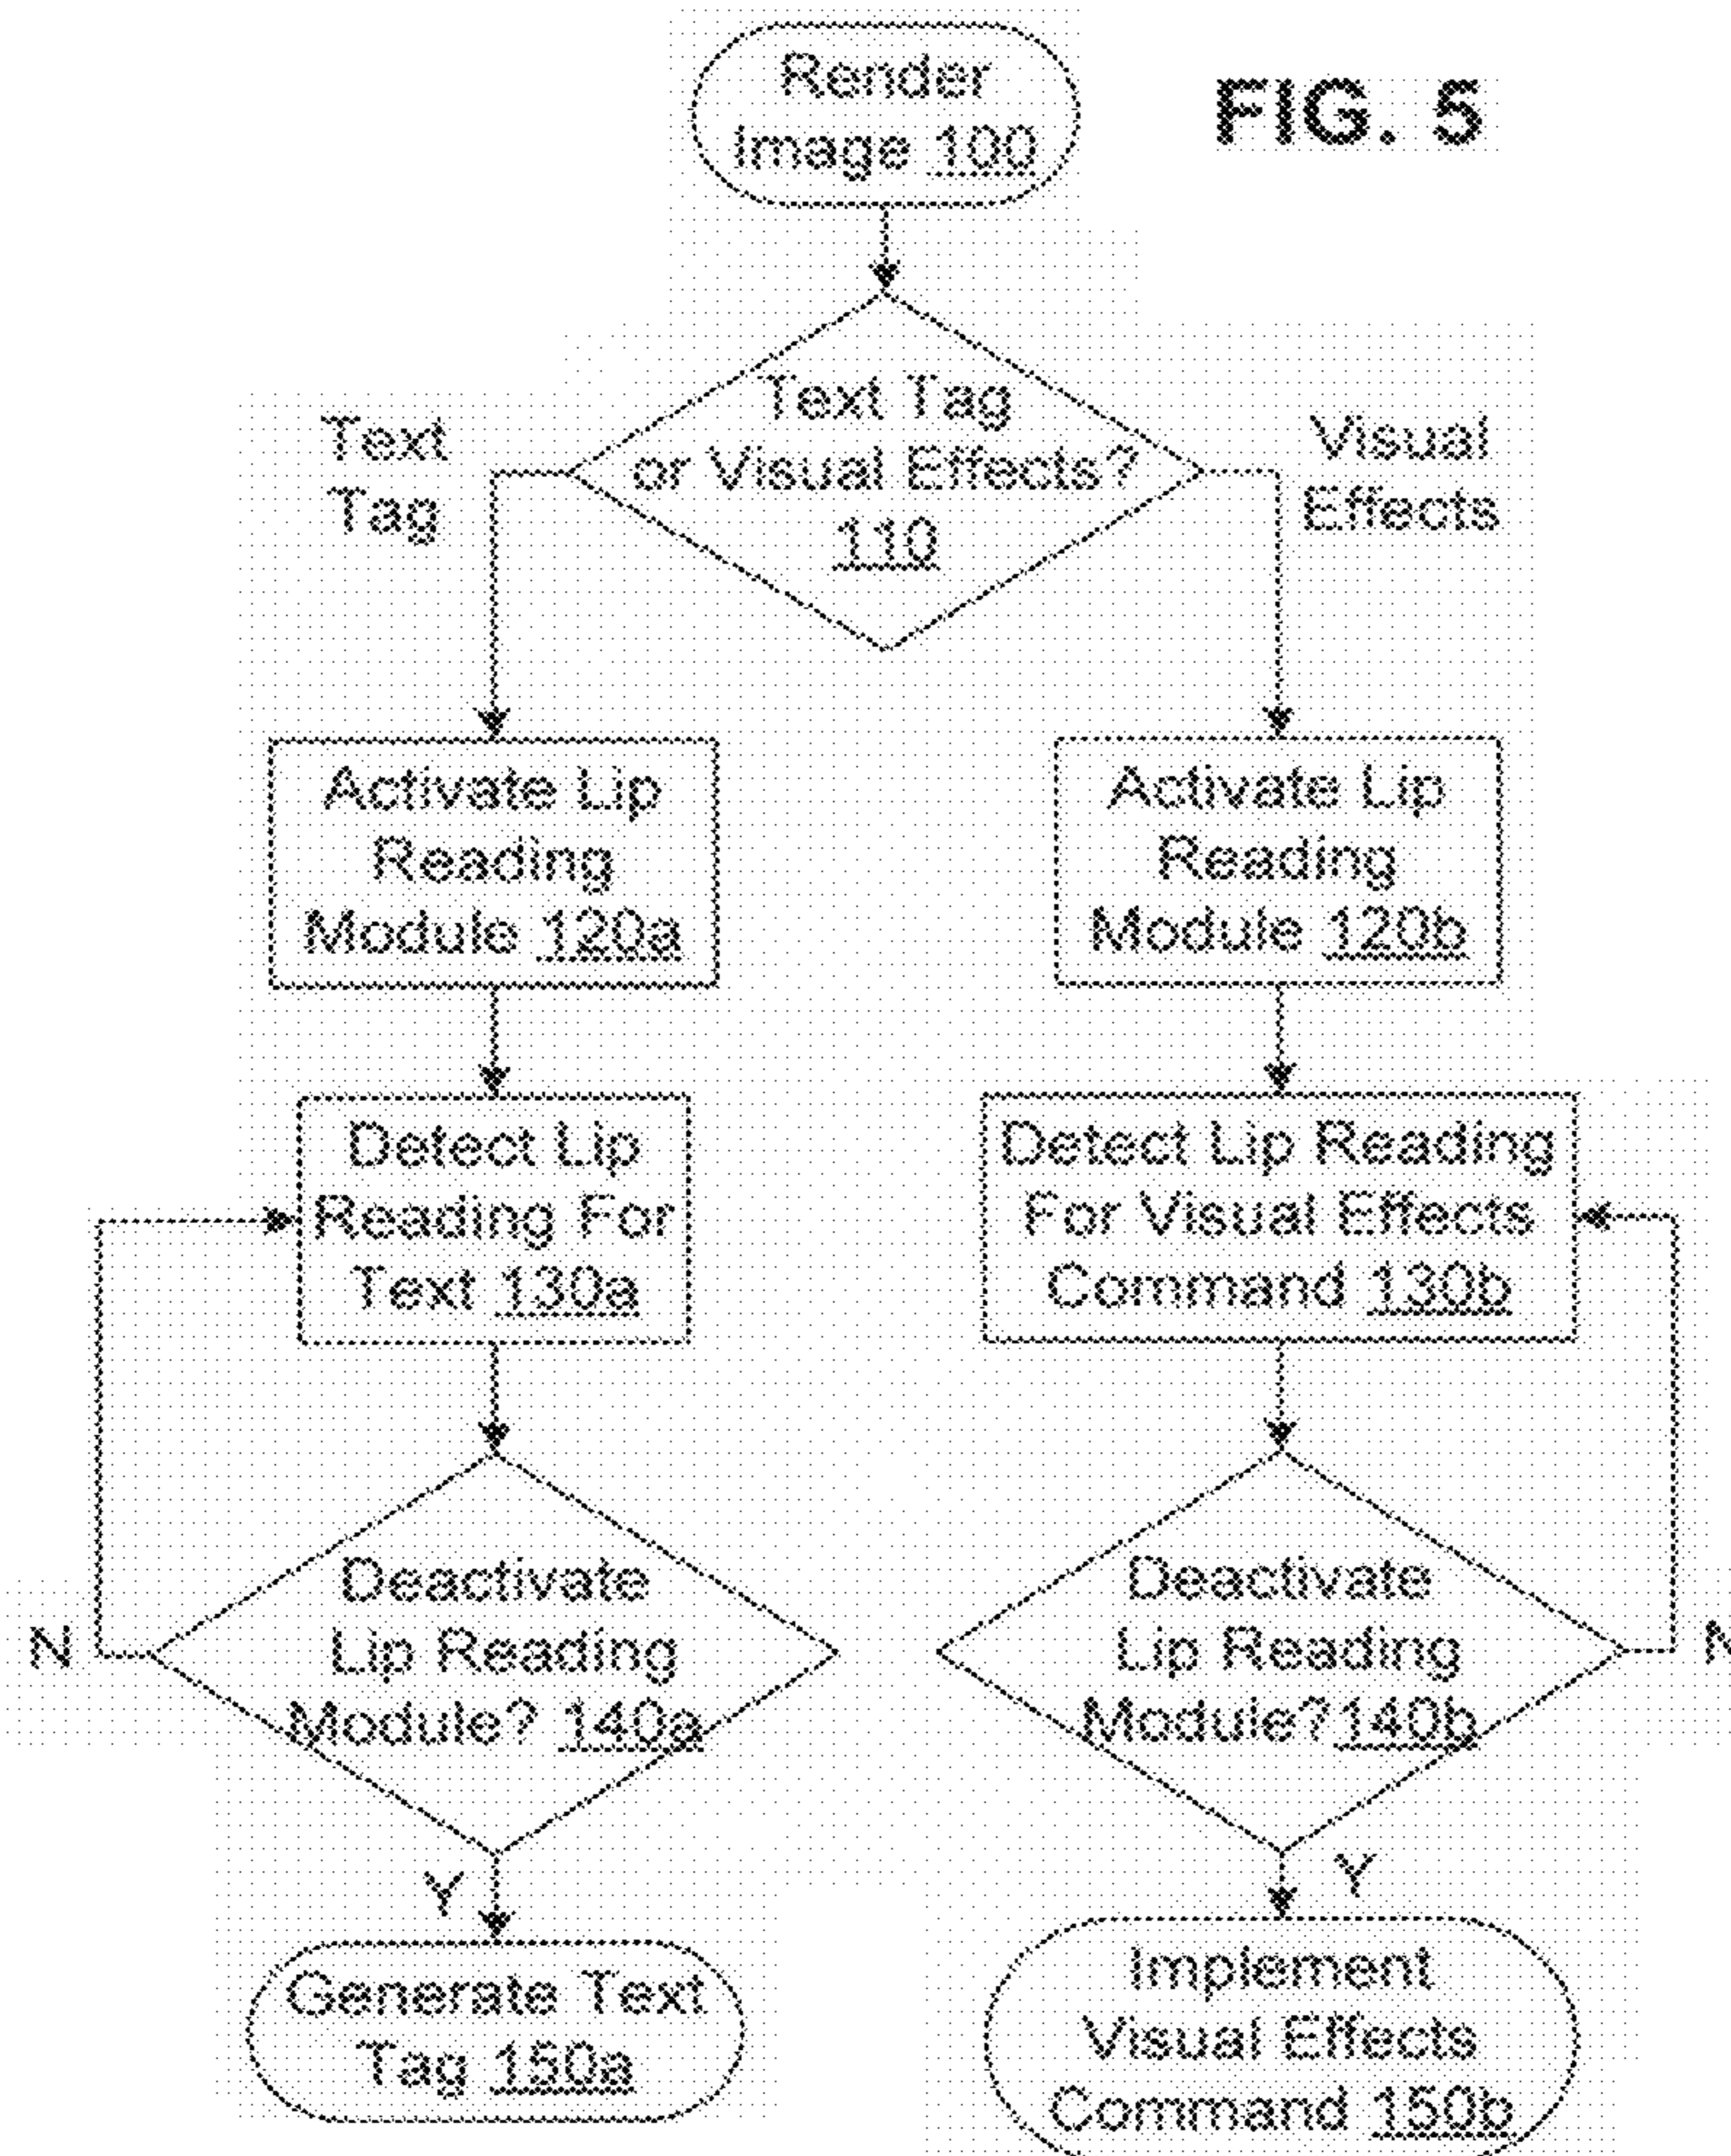 Render
Image 100
FIG. 5
Text Tag
or Visual Effects?
110
Text
Tag
Visual
Effects
Activate Lip
Reading
Module 120a
Activate Lip
Reading
Module 120b
Detect Lip
Reading For
Text 130a
Detect Lip Reading
For Visual Effects
Command 130b
Deactivate
Lip Reading
Module? 140a
N
Deactivate
Lip Reading
Module?140b
N
Y
Y
Generate Text
Tag 150a
Implement
Visual Effects
Command 150b